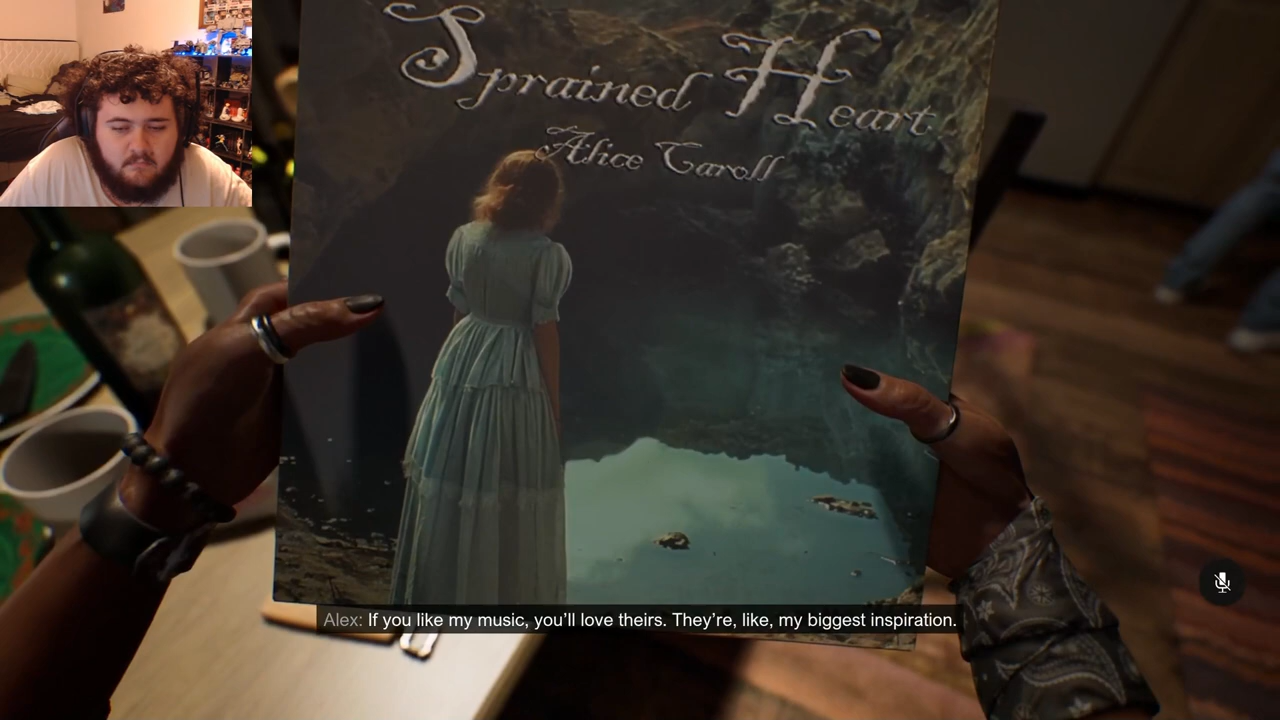 Sprained Heart
Alice Caroll
Alex: If you like my music, you'll love theirs. They're, like, my biggest inspiration.